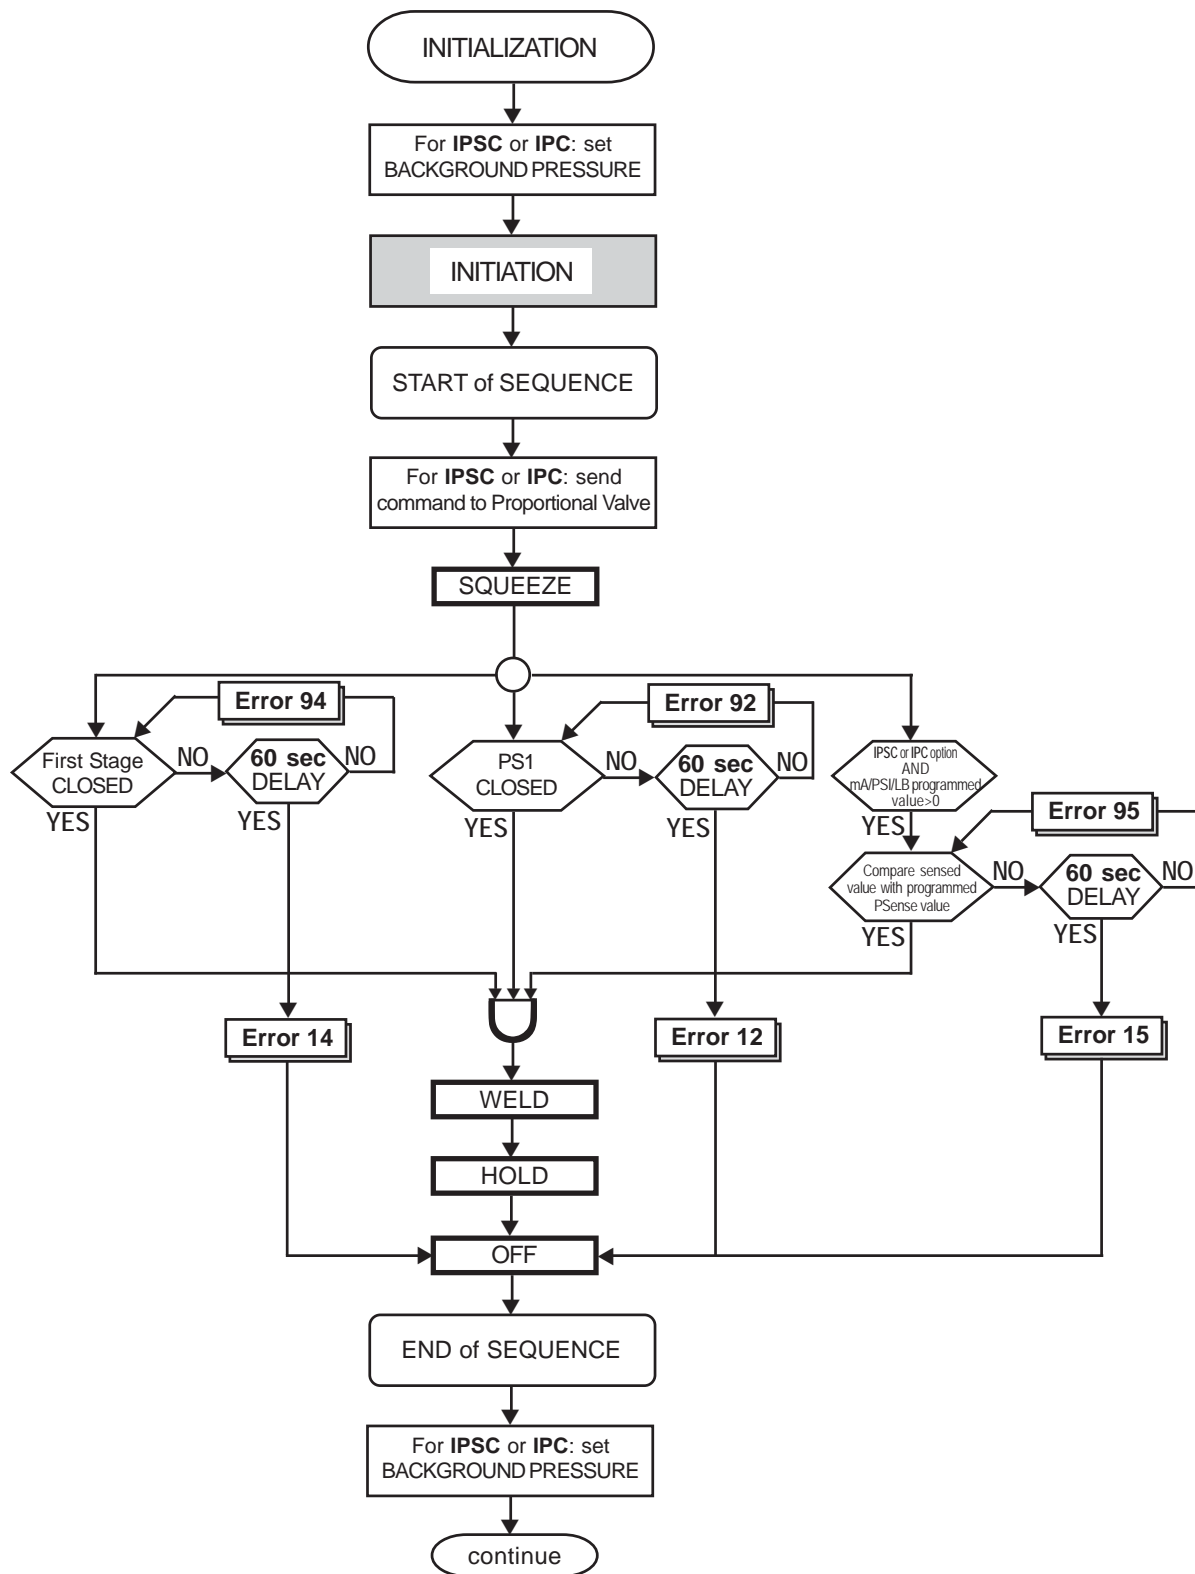 INITIALIZATION
For IPSC or IPC: set
BACKGROUND PRESSURE
INITIATION
START of SEQUENCE
For IPSC or IPC: send
command to Proportional Valve
SQUEEZE
Error 94
Error 92
First Stage
CLOSED
NO
60 sec
DELAY
NO
YES
YES
PS1
CLOSED
NO
60 sec
DELAY
NO
YES
YES
IPSC or IPC option
AND
mA/PSI/LB programmed
value>0
YES
Error 95
Compare sensed
value with programmed
PSense value
NO
60 sec
DELAY
NO
YES
YES
Error 14
Error 12
Error 15
WELD
HOLD
OFF
END of SEQUENCE
For IPSC or IPC: set
BACKGROUND PRESSURE
continue